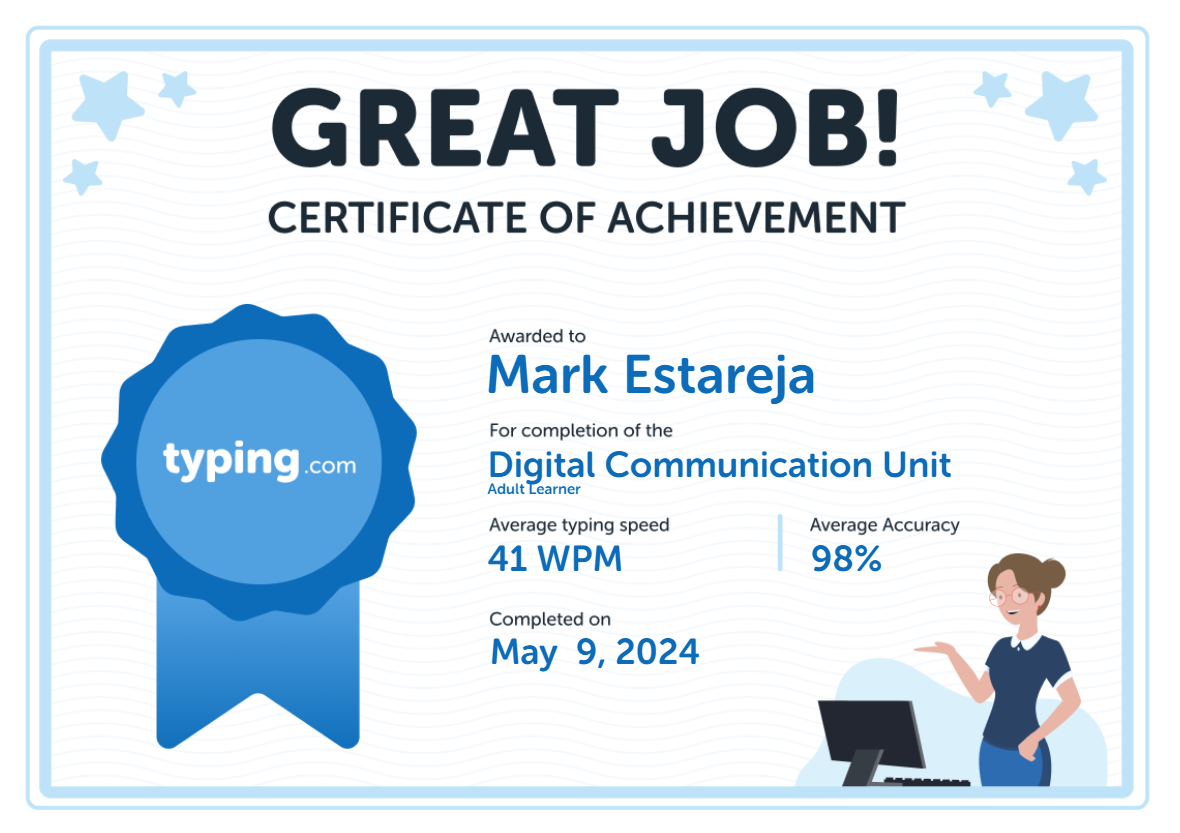 GREAT JOB!
CERTIFICATE OF ACHIEVEMENT
typing.com
Awarded to
Mark Estareja
For completion of the
Digital Communication Unit
Adult Learner
Average typing speed
41 WPM
Average Accuracy
98%
Completed on
May 9, 2024